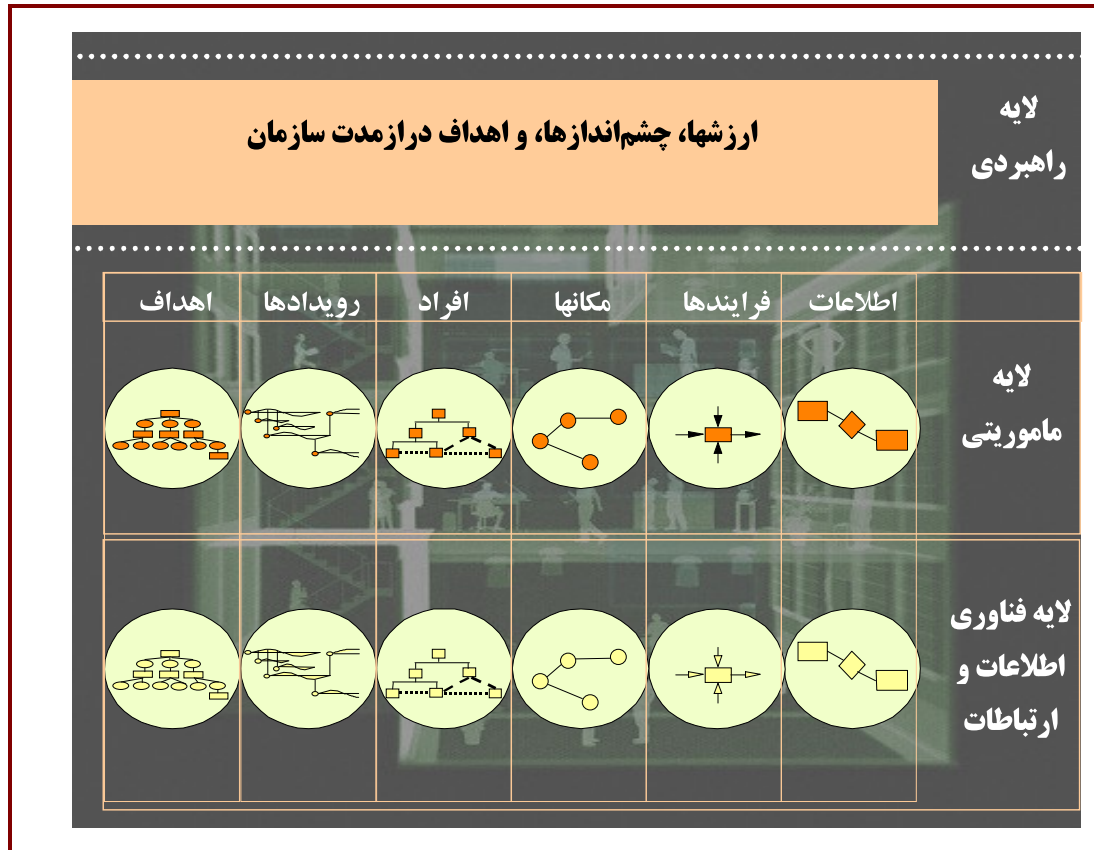 لایه
راهبردی
ارزشها، چشم‌اندازها، و اهداف درازمدت سازمان
اطلاعات فرایندها مکانها افراد رویدادها اهداف
لایه
ماموریتی
لایه فناوری
اطلاعات و
ارتباطات